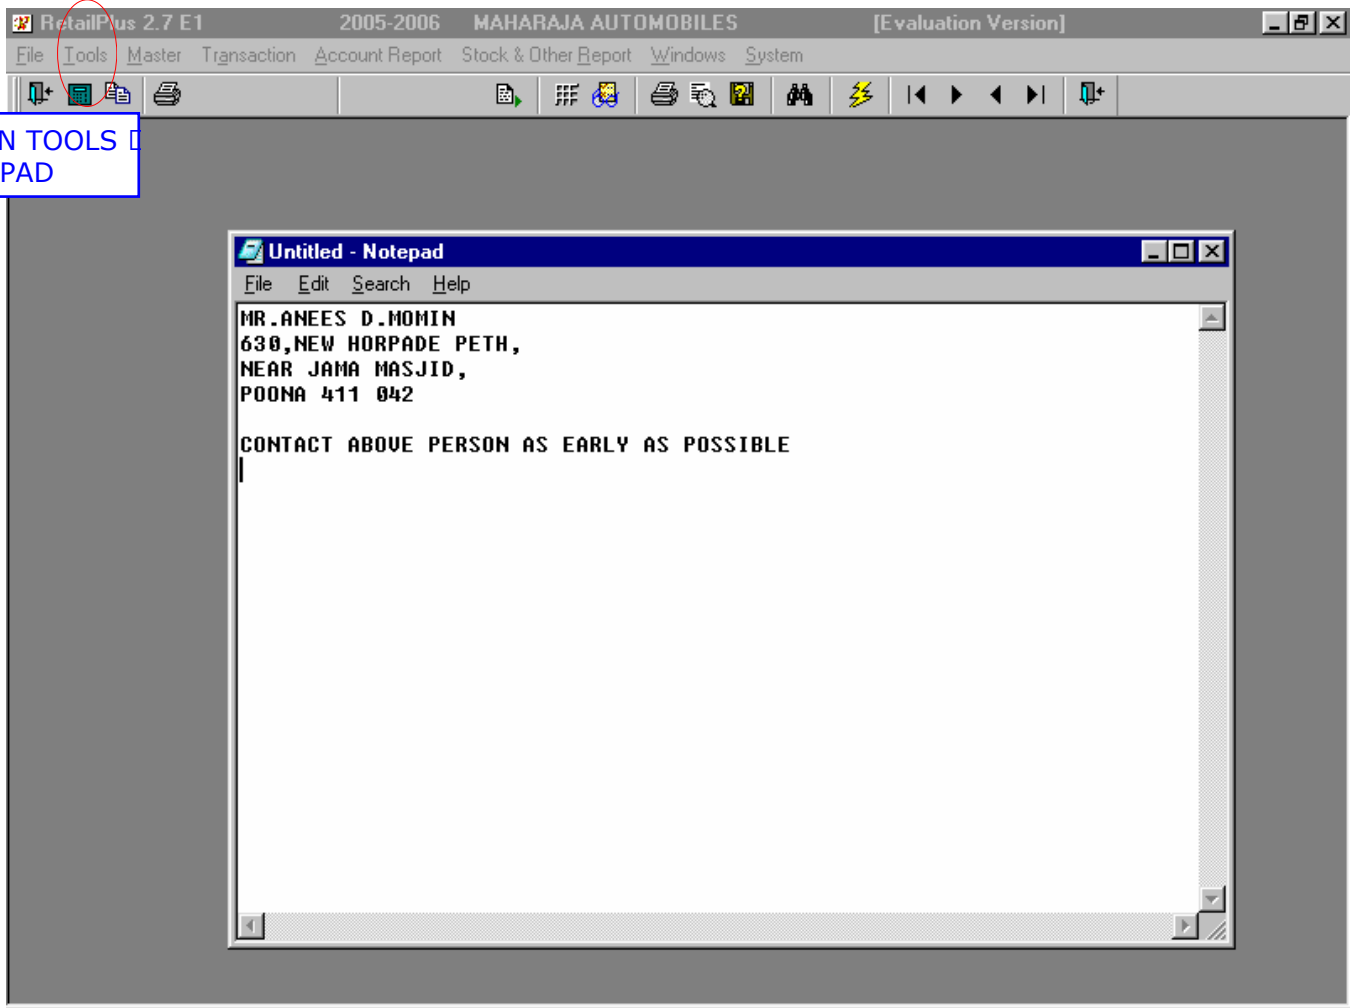 RetailPlus 2.7 E1 2005-2006 MAHARAJA AUTOMOBILES [Evaluation Version]
File Tools Master Transaction Account Report Stock & Other Report Windows System
N TOOLS
PAD
Untitled - Notepad
File Edit Search Help
MR.ANEES D.MOMIN
630,NEW HORPADE PETH,
NEAR JAMA MASJID,
POONA 411 042
CONTACT ABOVE PERSON AS EARLY AS POSSIBLE